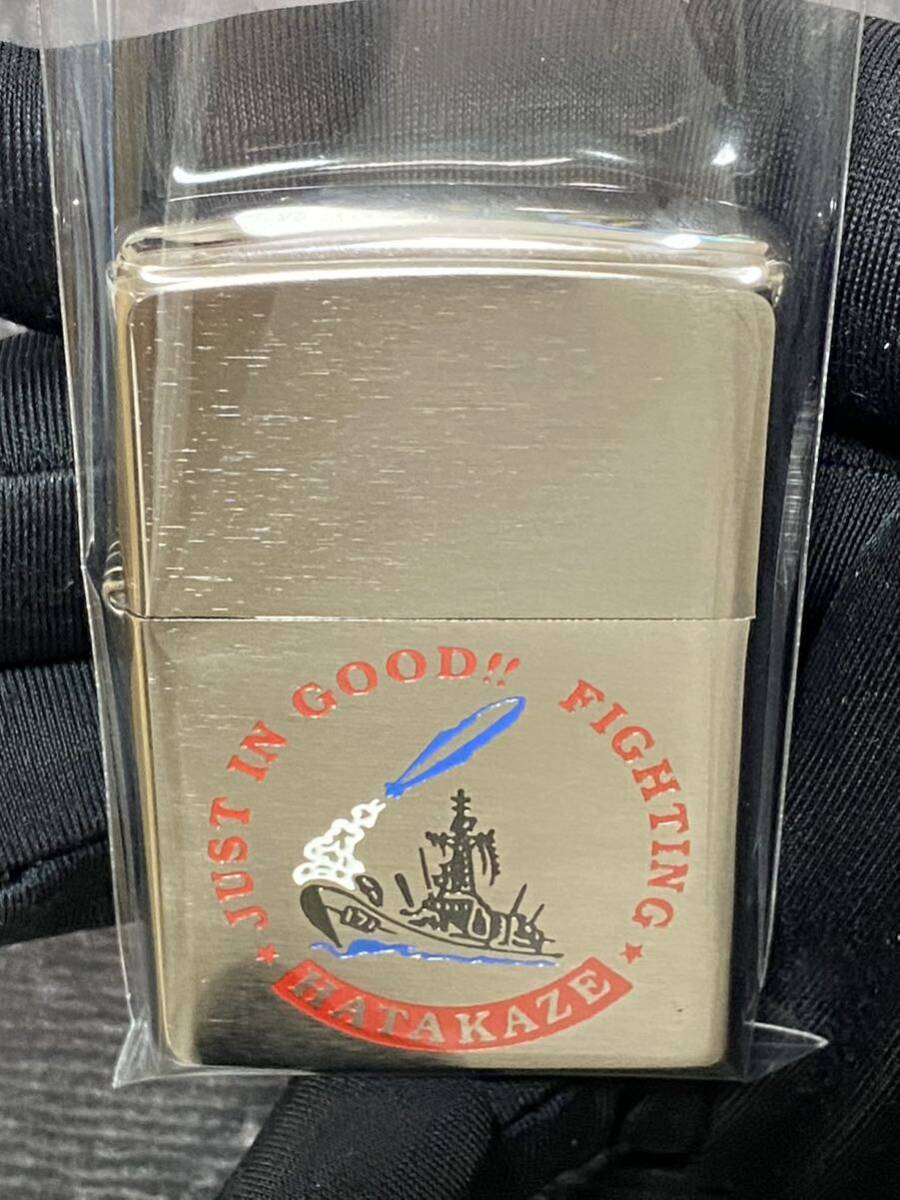 ★ JUST IN GOOD!! FIGHTING ★
HATAKAZE